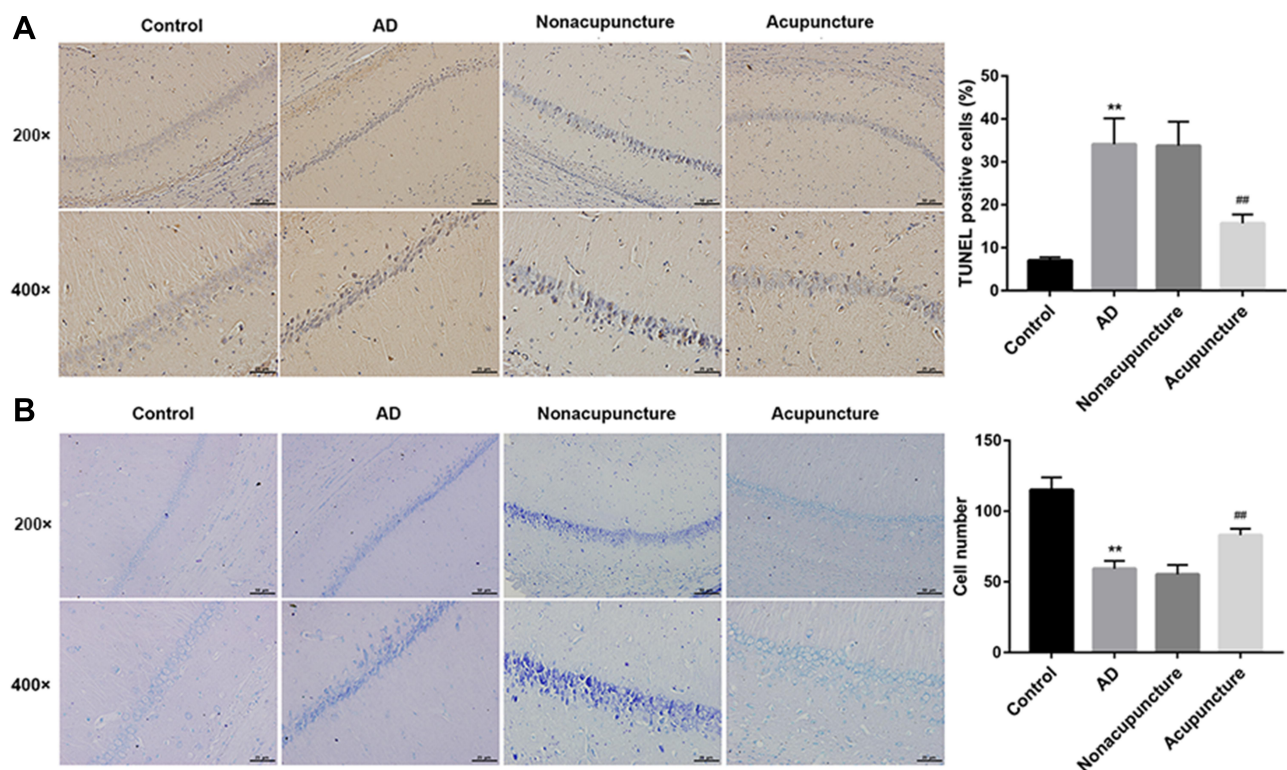 A
Control
AD
Nonacupuncture
Acupuncture
200×
400×
TUNEL positive cells (%)
50
40
30
20
10
0
**
##
Control
AD
Nonacupuncture
Acupuncture
B
Control
AD
Nonacupuncture
Acupuncture
200×
400×
Cell number
150
100
50
0
**
##
Control
AD
Nonacupuncture
Acupuncture